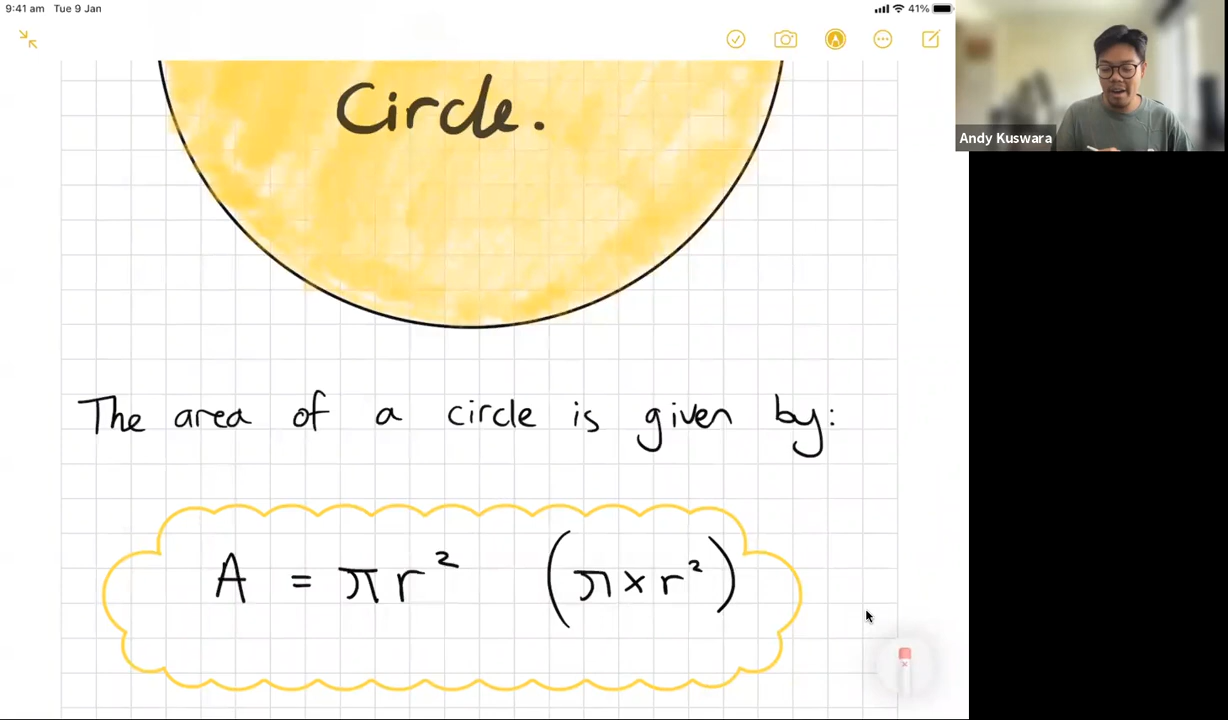 9:41 am Tue 9 Jan 41%
Andy Kuswara
Circle.
The area of a circle is given by:
A = πr² (π×r²)